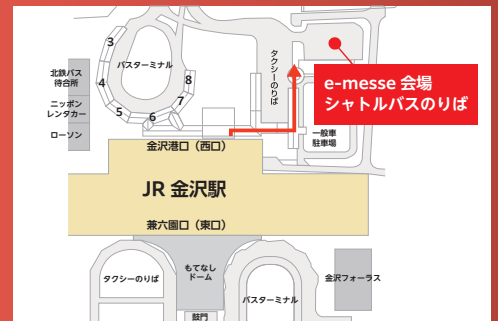 3
バスターミナル
タクシーのりば
北鉄バス
待合所
4
8
e-messe 会場
シャトルバスのりば
ニッポン
レンタカー
7
5
6
ローソン
一般車
駐車場
金沢港口（西口）
JR 金沢駅
兼六園口（東口）
タクシーのりば
もてなし
ドーム
金沢フォーラス
バスターミナル
鼓門